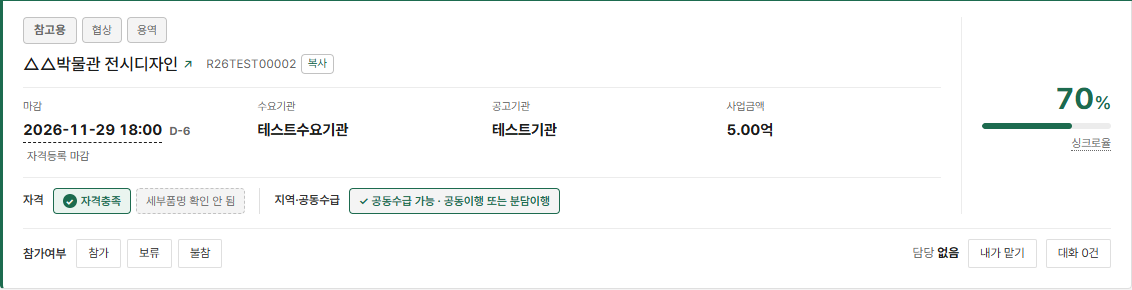 참고용 협상 용역
△△박물관 전시디자인 ↗ R26TEST00002 복사
마감 수요기관 공고기관 사업금액
2026-11-29 18:00 D-6 테스트수요기관 테스트기관 5.00억
자격등록 마감
70%
싱크로율
자격 ✓ 자격충족 세부품명 확인 안 됨 지역·공동수급 ✓ 공동수급 가능 · 공동이행 또는 분담이행
참가여부 참가 보류 불참 담당 없음 내가 맡기 대화 0건